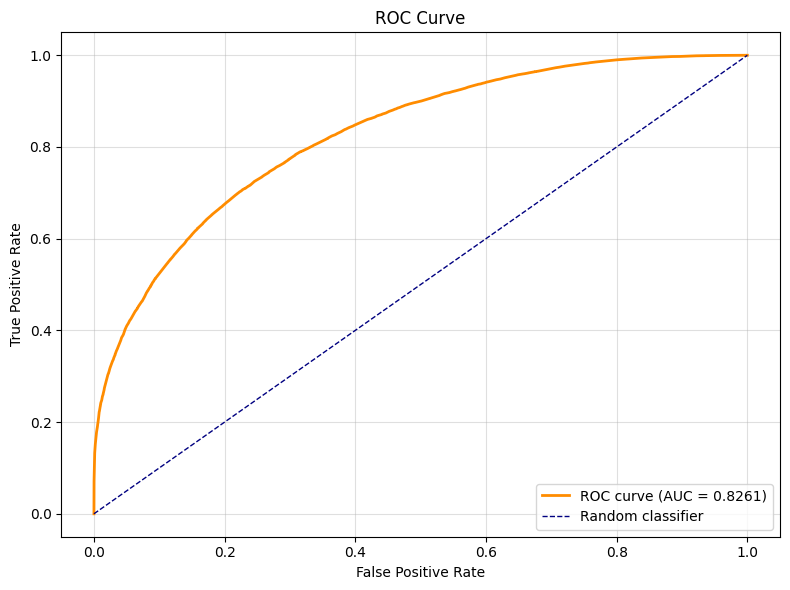 ROC Curve
True Positive Rate
1.0
0.8
0.6
0.4
0.2
0.0
0.0 0.2 0.4 0.6 0.8 1.0
False Positive Rate
ROC curve (AUC = 0.8261)
Random classifier